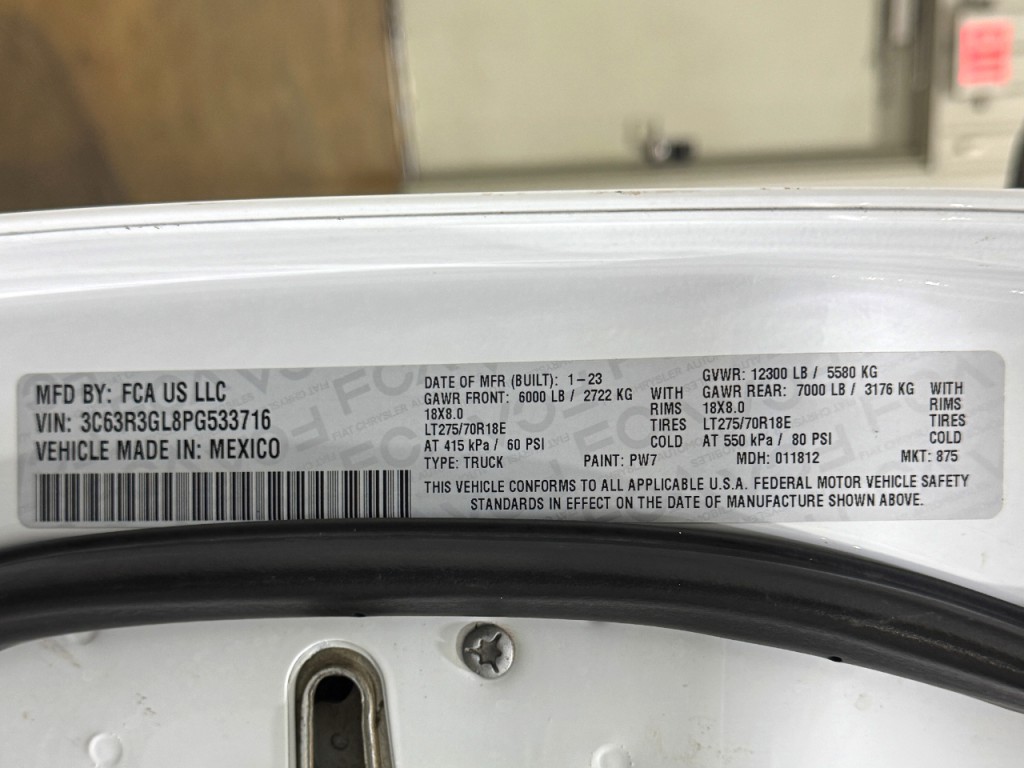 MFD BY: FCA US LLC
VIN: 3C63R3GL8PG533716
VEHICLE MADE IN: MEXICO
DATE OF MFR (BUILT): 1-23
GAWR FRONT: 6000 LB / 2722 KG WITH
18X8.0 RIMS
LT275/70R18E TIRES
AT 415 kPa / 60 PSI COLD
GVWR: 12300 LB / 5580 KG
GAWR REAR: 7000 LB / 3176 KG WITH
18X8.0 RIMS
LT275/70R18E TIRES
AT 550 kPa / 80 PSI COLD
TYPE: TRUCK PAINT: PW7 MDH: 011812 MKT: 875
THIS VEHICLE CONFORMS TO ALL APPLICABLE U.S.A. FEDERAL MOTOR VEHICLE SAFETY
STANDARDS IN EFFECT ON THE DATE OF MANUFACTURE SHOWN ABOVE.